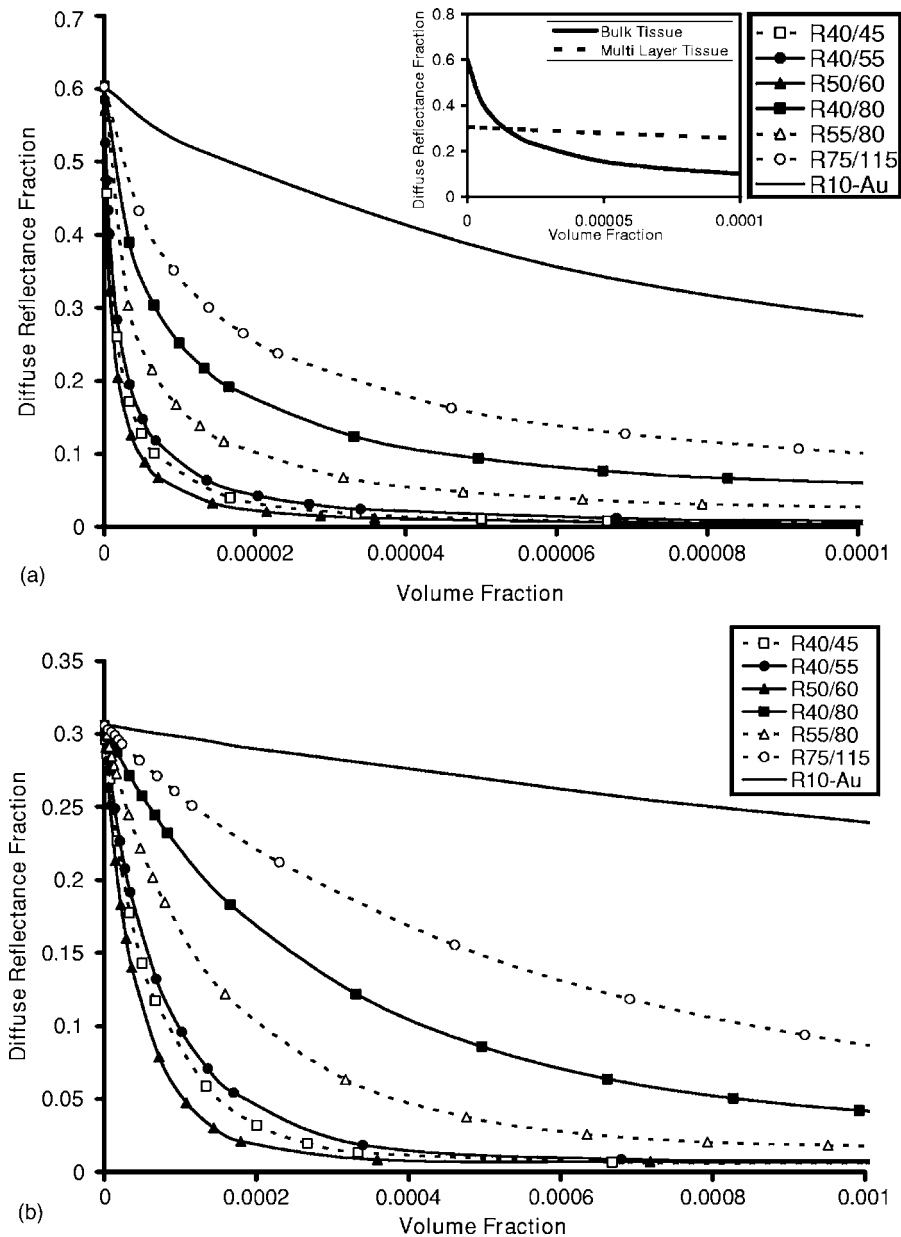 0.7
0.6
0.5
0.4
0.3
0.2
0.1
0
Diffuse Reflectance Fraction
0 0.00002 0.00004 0.00006 0.00008 0.0001
Volume Fraction
(a)
0.8
0.6
0.4
0.2
0
Diffuse Reflectance Fraction
Bulk Tissue
Multi Layer Tissue
0 0.00005 0.0001
Volume Fraction
R40/45
R40/55
R50/60
R40/80
R55/80
R75/115
R10-Au
0.35
0.3
0.25
0.2
0.15
0.1
0.05
0
Diffuse Reflectance Fraction
0 0.0002 0.0004 0.0006 0.0008 0.001
Volume Fraction
(b)
R40/45
R40/55
R50/60
R40/80
R55/80
R75/115
R10-Au